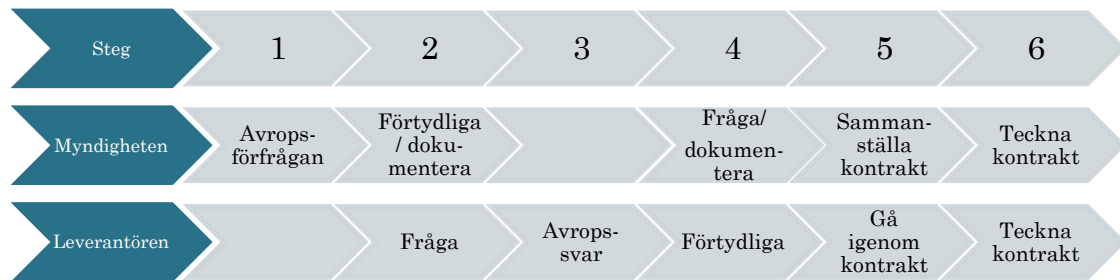 Steg
1
2
3
4
5
6
Myndigheten
Avrops-
förfrågan
Förtydliga
/ doku-
mentera
Fråga/
dokumen-
tera
Samman-
ställa
kontrakt
Teckna
kontrakt
Leverantören
Fråga
Avrops-
svar
Förtydliga
Gå
igenom
kontrakt
Teckna
kontrakt